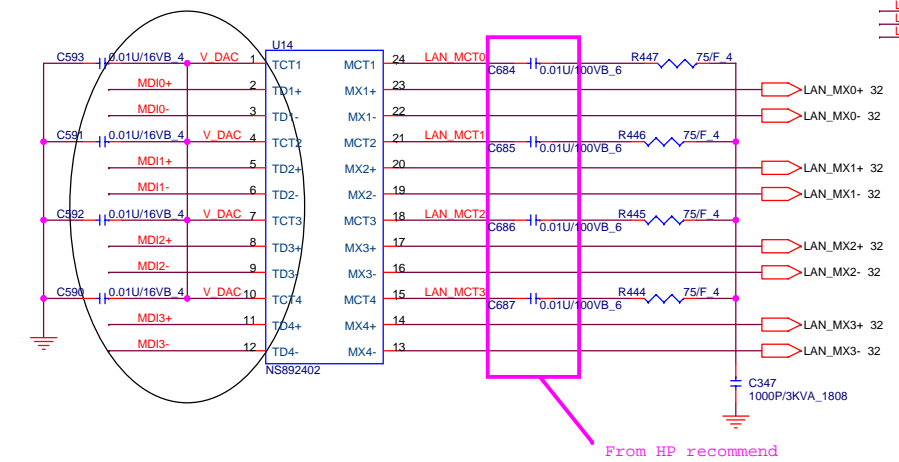 U14
C593 0.01U/16VB_4 V_DAC 1 TCT1 MCT1 24 LAN_MCT0 C684 0.01U/100VB_6 R447 75/F_4
MDI0+ 2 TD1+ MX1+ 23 LAN_MX0+ 32
MDI0- 3 TD1- MX1- 22 LAN_MX0- 32
C591 0.01U/16VB_4 V_DAC 4 TCT2 MCT2 21 LAN_MCT1 C685 0.01U/100VB_6 R446 75/F_4
MDI1+ 5 TD2+ MX2+ 20 LAN_MX1+ 32
MDI1- 6 TD2- MX2- 19 LAN_MX1- 32
C592 0.01U/16VB_4 V_DAC 7 TCT3 MCT3 18 LAN_MCT2 C686 0.01U/100VB_6 R445 75/F_4
MDI2+ 8 TD3+ MX3+ 17 LAN_MX2+ 32
MDI2- 9 TD3- MX3- 16 LAN_MX2- 32
C590 0.01U/16VB_4 V_DAC 10 TCT4 MCT4 15 LAN_MCT3 C687 0.01U/100VB_6 R444 75/F_4
MDI3+ 11 TD4+ MX4+ 14 LAN_MX3+ 32
MDI3- 12 TD4- MX4- 13 LAN_MX3- 32
NS892402
C347
1000P/3KVA_1808
From HP recommend